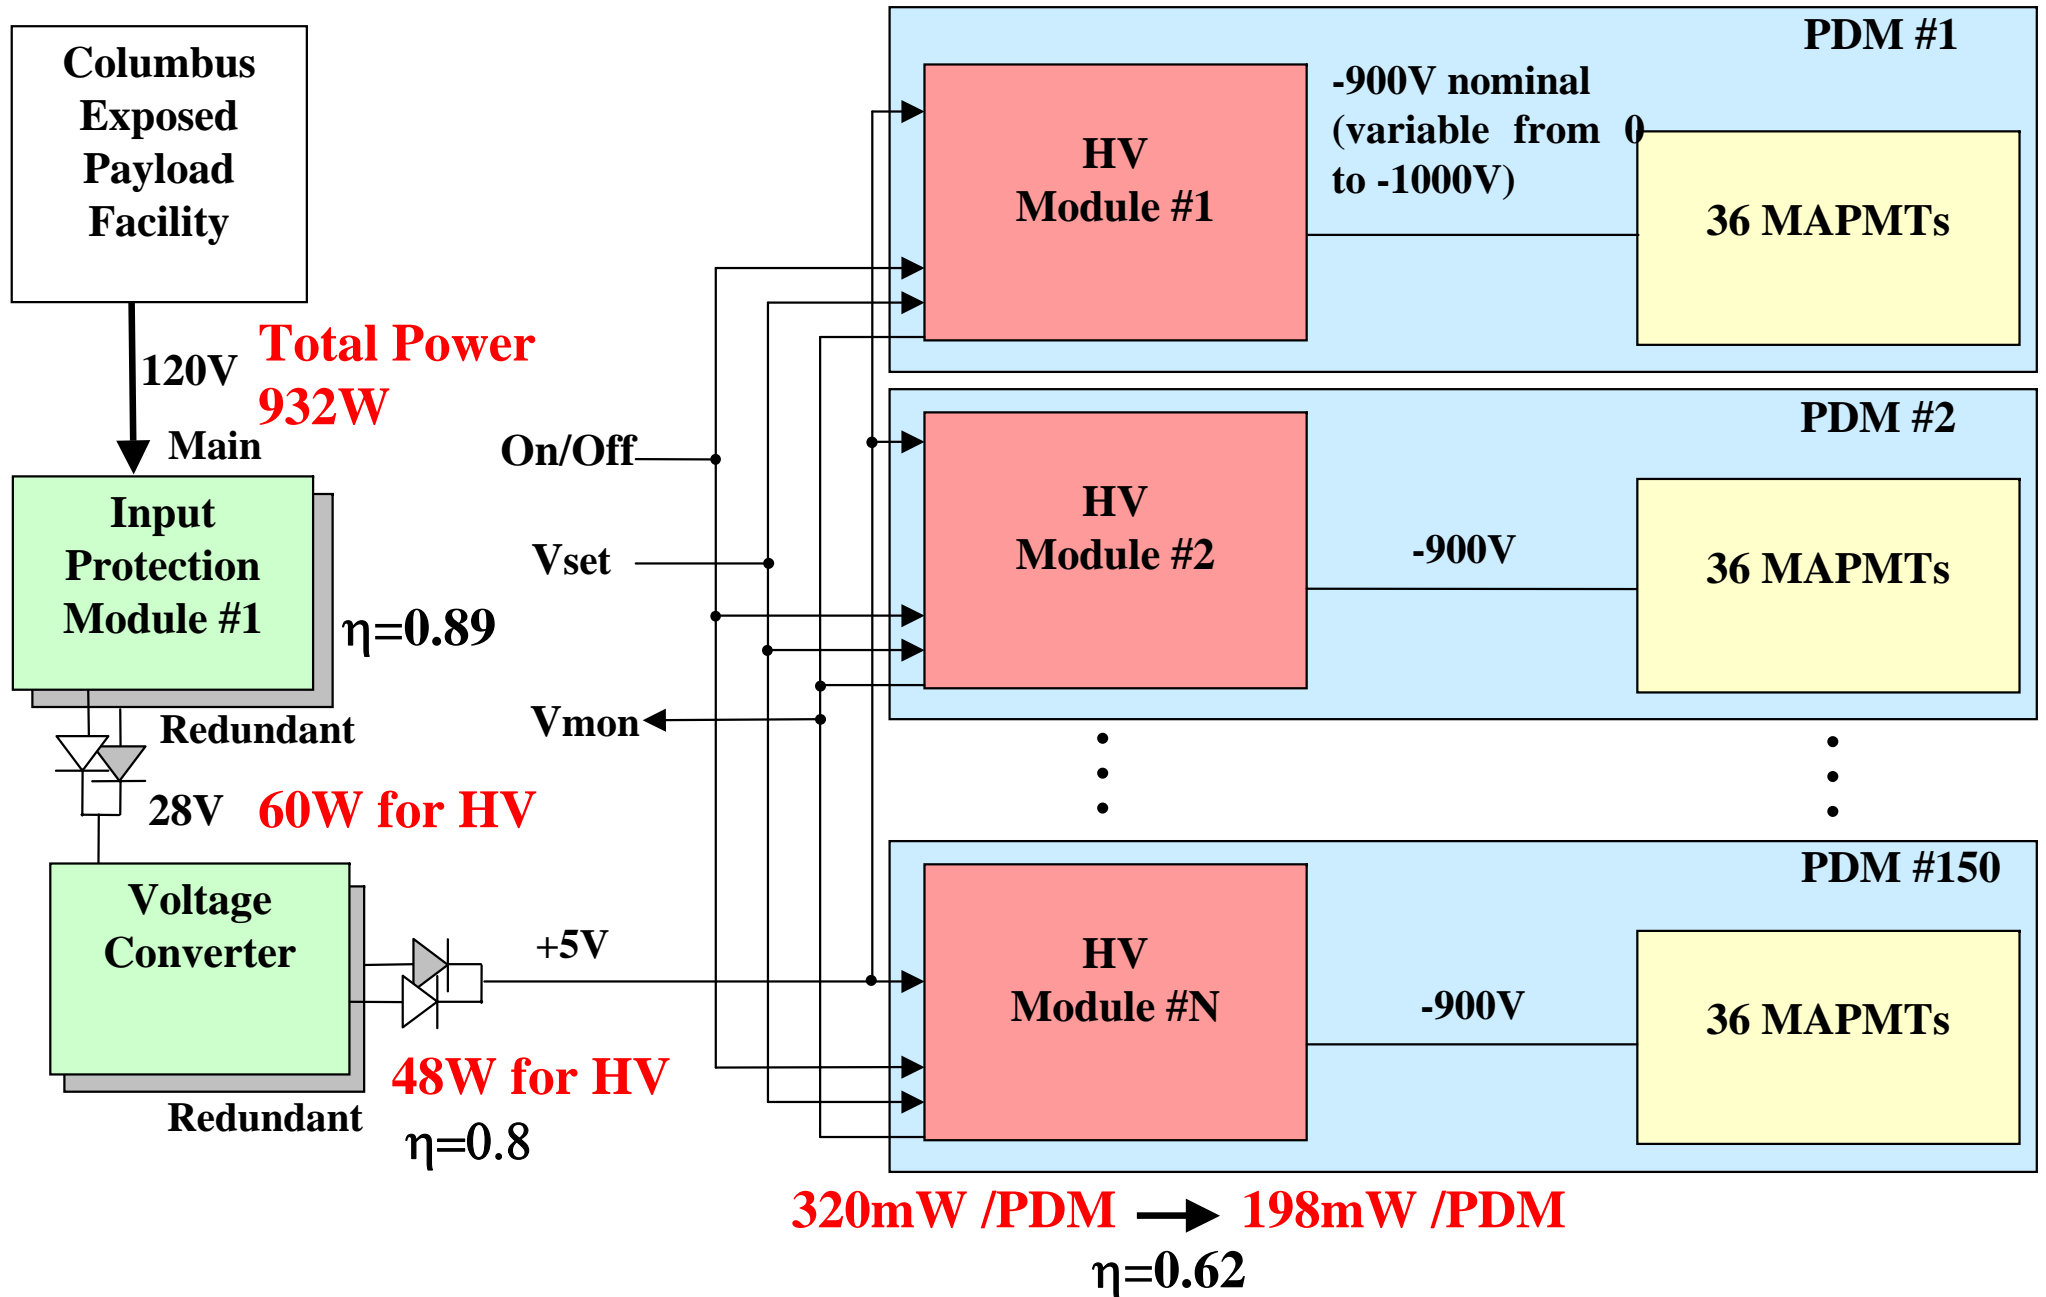 Columbus
Exposed
Payload
Facility
120V
Total Power
932W
Main
Input
Protection
Module #1
η=0.89
Redundant
28V
60W for HV
Voltage
Converter
Redundant
+5V
48W for HV
η=0.8
On/Off
Vset
Vmon
PDM #1
HV
Module #1
-900V nominal
(variable from 0
to -1000V)
36 MAPMTs
PDM #2
HV
Module #2
-900V
36 MAPMTs
PDM #150
HV
Module #N
-900V
36 MAPMTs
320mW /PDM → 198mW /PDM
η=0.62